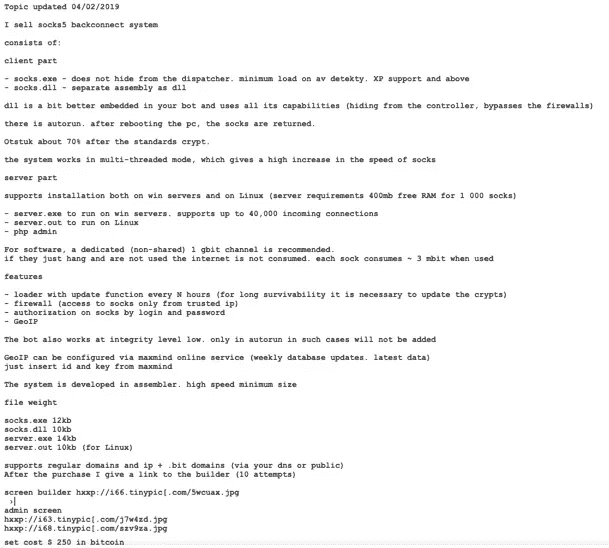 Topic updated 04/02/2019
I sell socks5 backconnect system
consists of:
client part
- socks.exe - does not hide from the dispatcher. minimum load on av detekty. XP support and above
- socks.dll - separate assembly as dll
dll is a bit better embedded in your bot and uses all its capabilities (hiding from the controller, bypasses the firewalls)
there is autorun. after rebooting the pc, the socks are returned.
Otstuk about 70% after the standards crypt.
the system works in multi-threaded mode, which gives a high increase in the speed of socks
server part
supports installation both on win servers and on Linux (server requirements 400mb free RAM for 1 000 socks)
- server.exe to run on win servers. supports up to 40,000 incoming connections
- server.out to run on Linux
- php admin
For software, a dedicated (non-shared) 1 gbit channel is recommended.
if they just hang and are not used the internet is not consumed. each sock consumes ~ 3 mbit when used
features
- loader with update function every N hours (for long survivability it is necessary to update the crypts)
- firewall (access to socks only from trusted ip)
- authorization on socks by login and password
- GeoIP
The bot also works at integrity level low. only in autorun in such cases will not be added
GeoIP can be configured via maxmind online service (weekly database updates. latest data)
just insert id and key from maxmind
The system is developed in assembler. high speed minimum size
file weight
socks.exe 12kb
socks.dll 10kb
server.exe 14kb
server.out 10kb (for Linux)
supports regular domains and ip + .bit domains (via your dns or public)
After the purchase I give a link to the builder (10 attempts)
screen builder hxxp://i66.tinypic[.com/5wcuax.jpg
›|
admin screen
hxxp://i63.tinypic[.com/j7w4zd.jpg
hxxp://i68.tinypic[.com/szv9za.jpg
set cost $ 250 in bitcoin